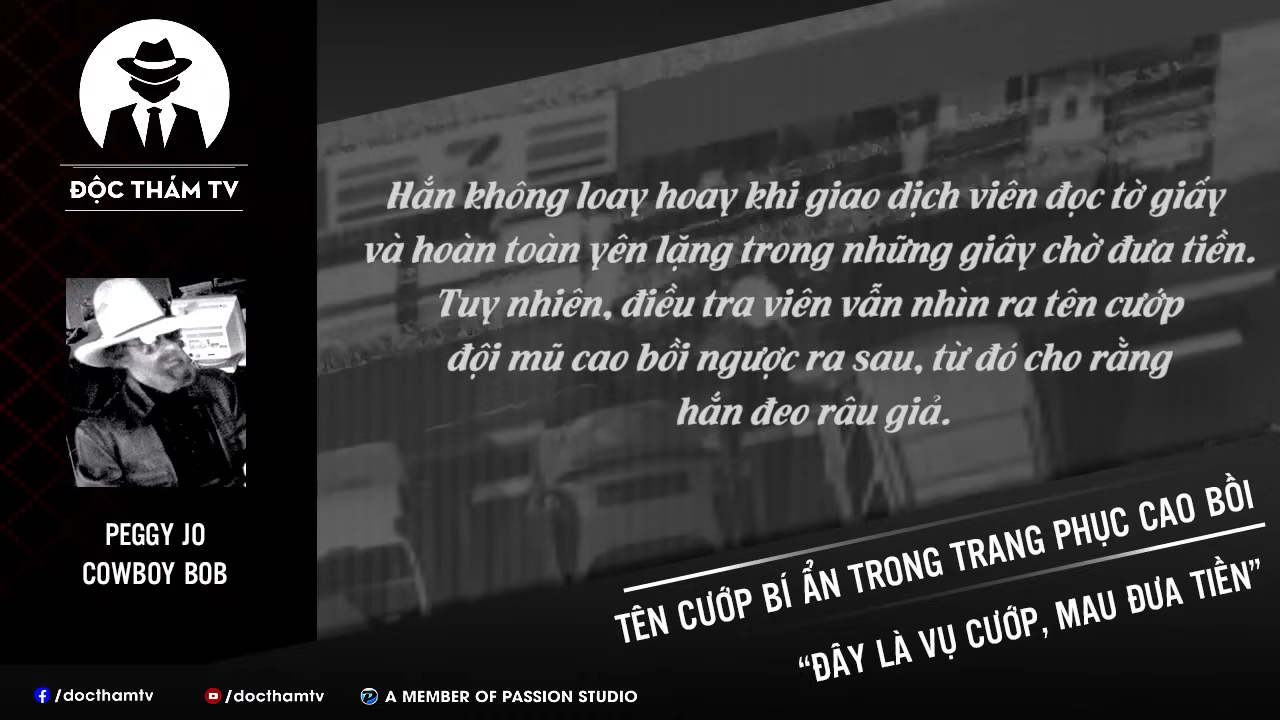 ĐỘC THÁM TV
PEGGY JO
COWBOY BOB
Hắn không loay hoay khi giao dịch viên đọc tờ giấy
và hoàn toàn yên lặng trong những giây chờ đưa tiền.
Tuy nhiên, điều tra viên vẫn nhìn ra tên cướp
đội mũ cao bồi ngược ra sau, từ đó cho rằng
hắn đeo râu giả.
TÊN CƯỚP BÍ ẨN TRONG TRANG PHỤC CAO BỒI
“ĐÂY LÀ VỤ CƯỚP, MAU ĐƯA TIỀN”
/docthamtv
/docthamtv
A MEMBER OF PASSION STUDIO